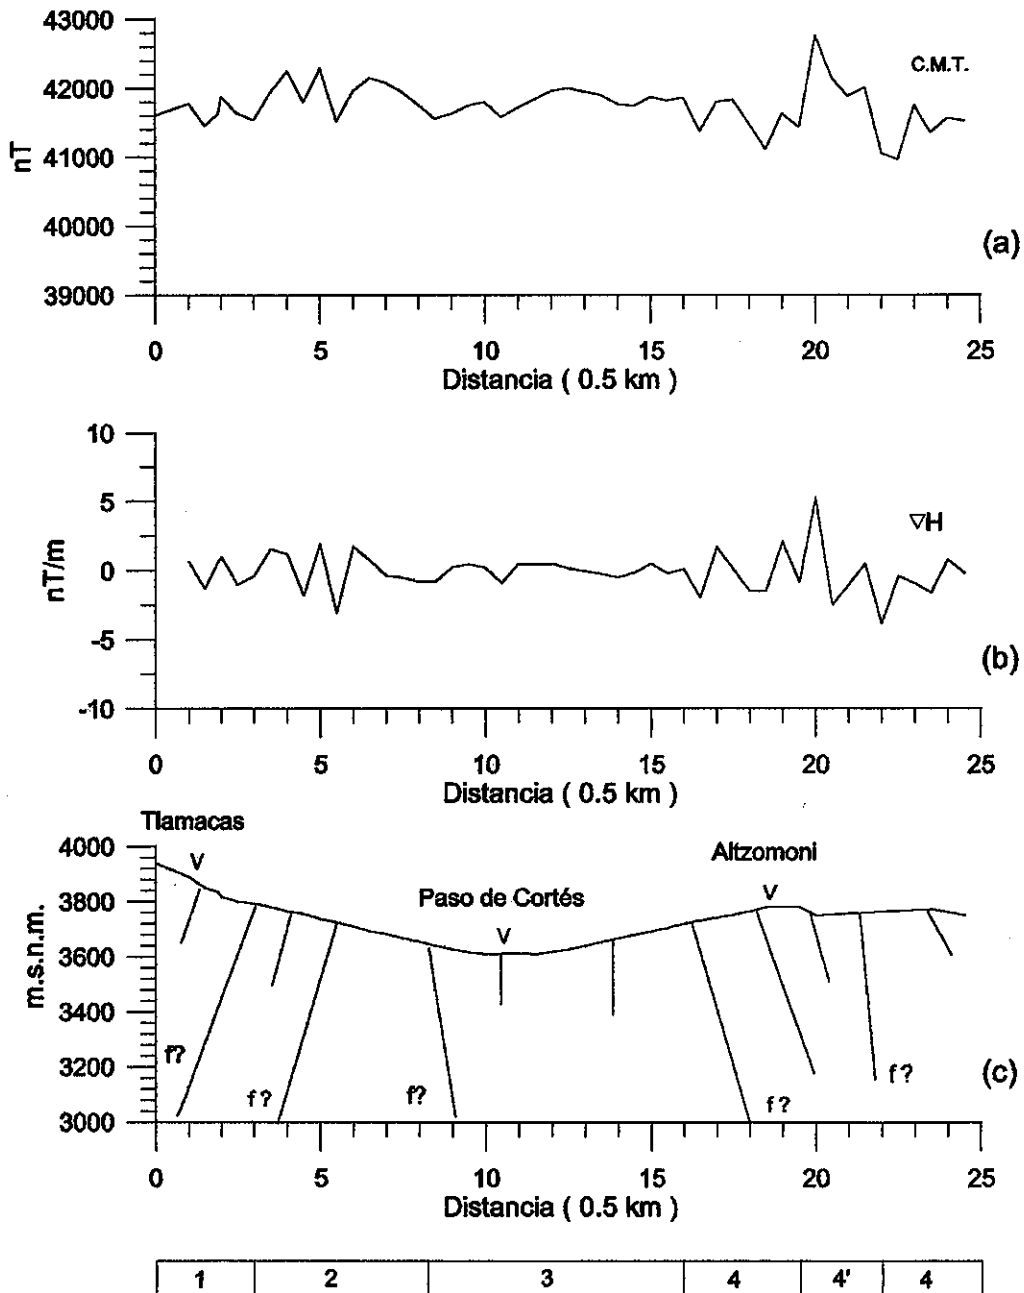 43000
42000
41000
40000
39000
nT
C.M.T.
(a)
0 5 10 15 20 25
Distancia ( 0.5 km )
10
5
0
-5
-10
nT/m
▽H
(b)
0 5 10 15 20 25
Distancia ( 0.5 km )
Tlamacas
V
Paso de Cortés
V
Altzomoni
V
4000
3800
3600
3400
3200
3000
m.s.n.m.
f?
f?
f?
f?
f?
(c)
0 5 10 15 20 25
Distancia ( 0.5 km )
1 2 3 4 4' 4